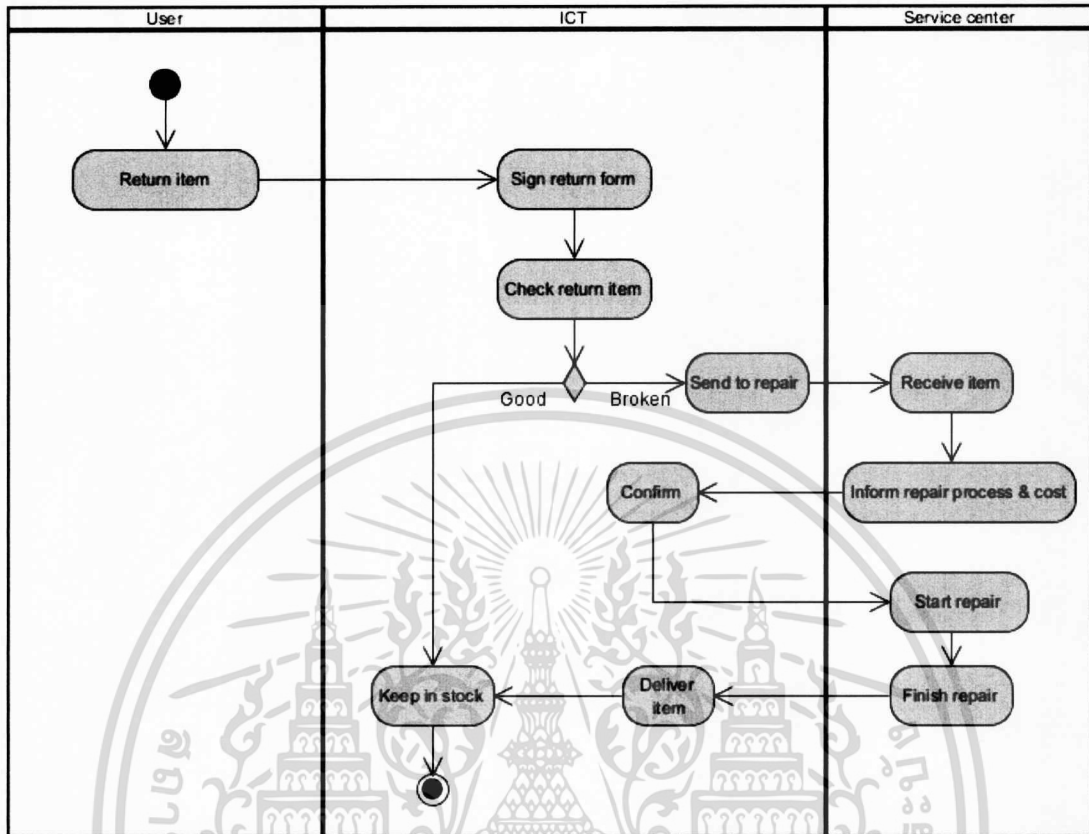 User
ICT
Service center
Return item
Sign return form
Check return item
Good
Broken
Send to repair
Receive item
Confirm
Inform repair process & cost
Start repair
Keep in stock
Deliver
item
Finish repair